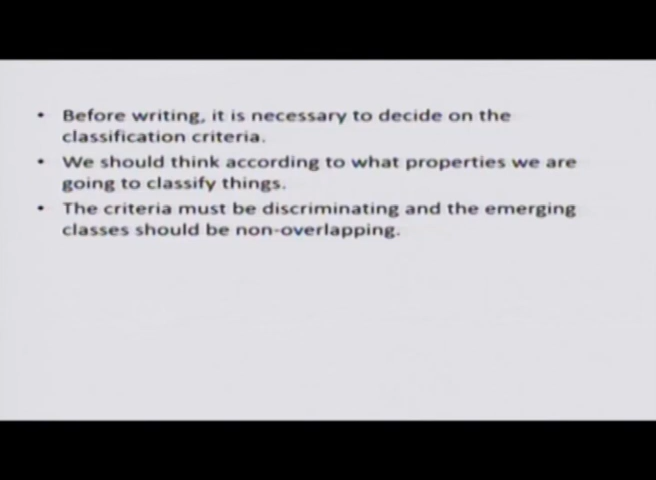 • Before writing, it is necessary to decide on the
classification criteria.
• We should think according to what properties we are
going to classify things.
• The criteria must be discriminating and the emerging
classes should be non-overlapping.